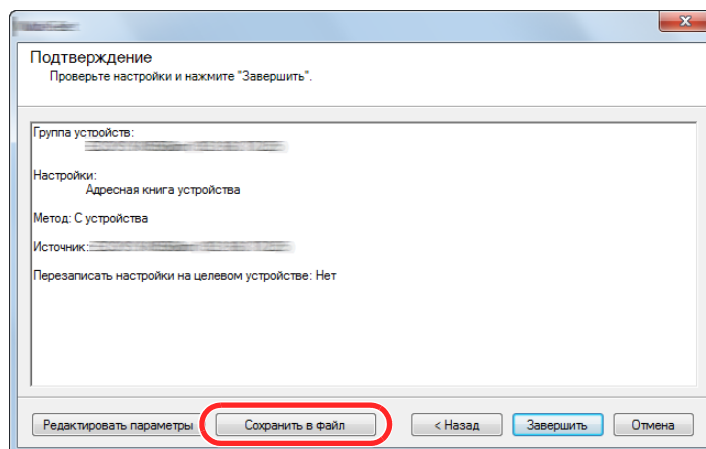 Подтверждение
Проверьте настройки и нажмите "Завершить".
Группа устройств:
Настройки:
Адресная книга устройства
Метод: С устройства
Источник:
Перезаписать настройки на целевом устройстве: Нет
Редактировать параметры Сохранить в файл < Назад Завершить Отмена